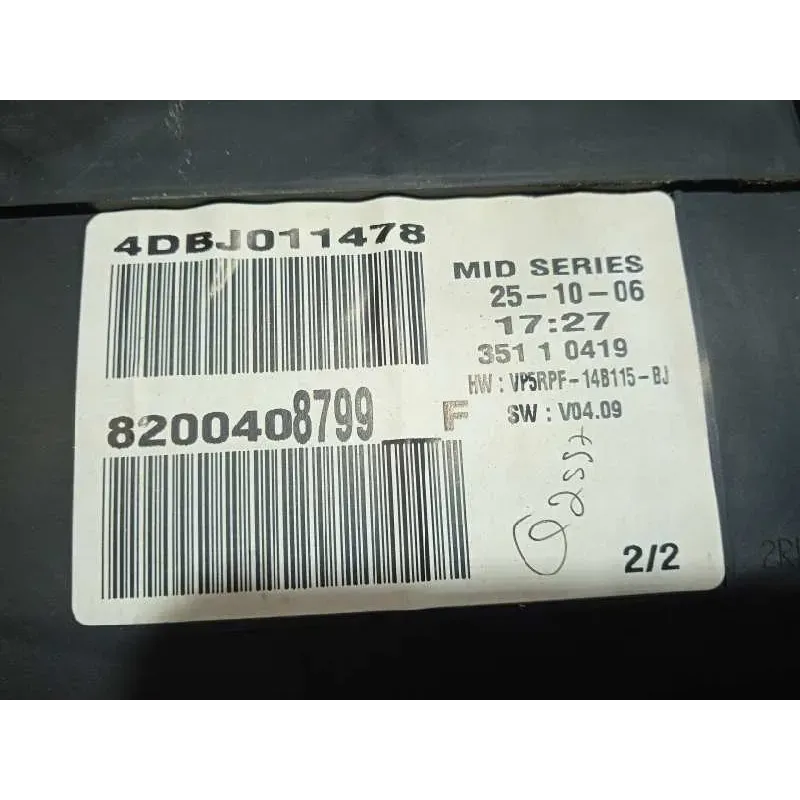 4DBJ011478
MID SERIES
25-10-06
17:27
351 1 0419
HW : VP5RPF-14B115-BJ
SW : V04.09
8200408799__F
2/2